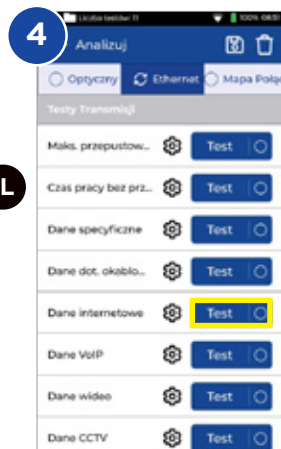 Liczba testów: 11 100% 08:51
4 Analizuj
Optyczny Ethernet Mapa Połą
Testy Transmisji
Maks. przepustow... Test
L Czas pracy bez prz... Test
Dane specyficzne Test
Dane dot. okablo... Test
Dane internetowe Test
Dane VoIP Test
Dane wideo Test
Dane CCTV Test